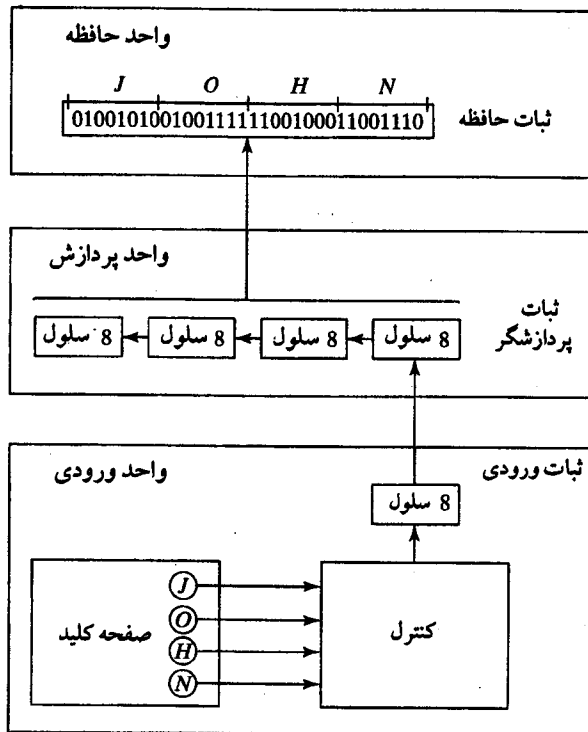 واحد حافظه
J O H N
01001010010011111100100011001110
ثبات حافظه
واحد پردازش
ثبات پردازشگر
8 سلول
8 سلول
8 سلول
8 سلول
ثبات ورودی
واحد ورودی
8 سلول
صفحه کلید
J
O
H
N
کنترل